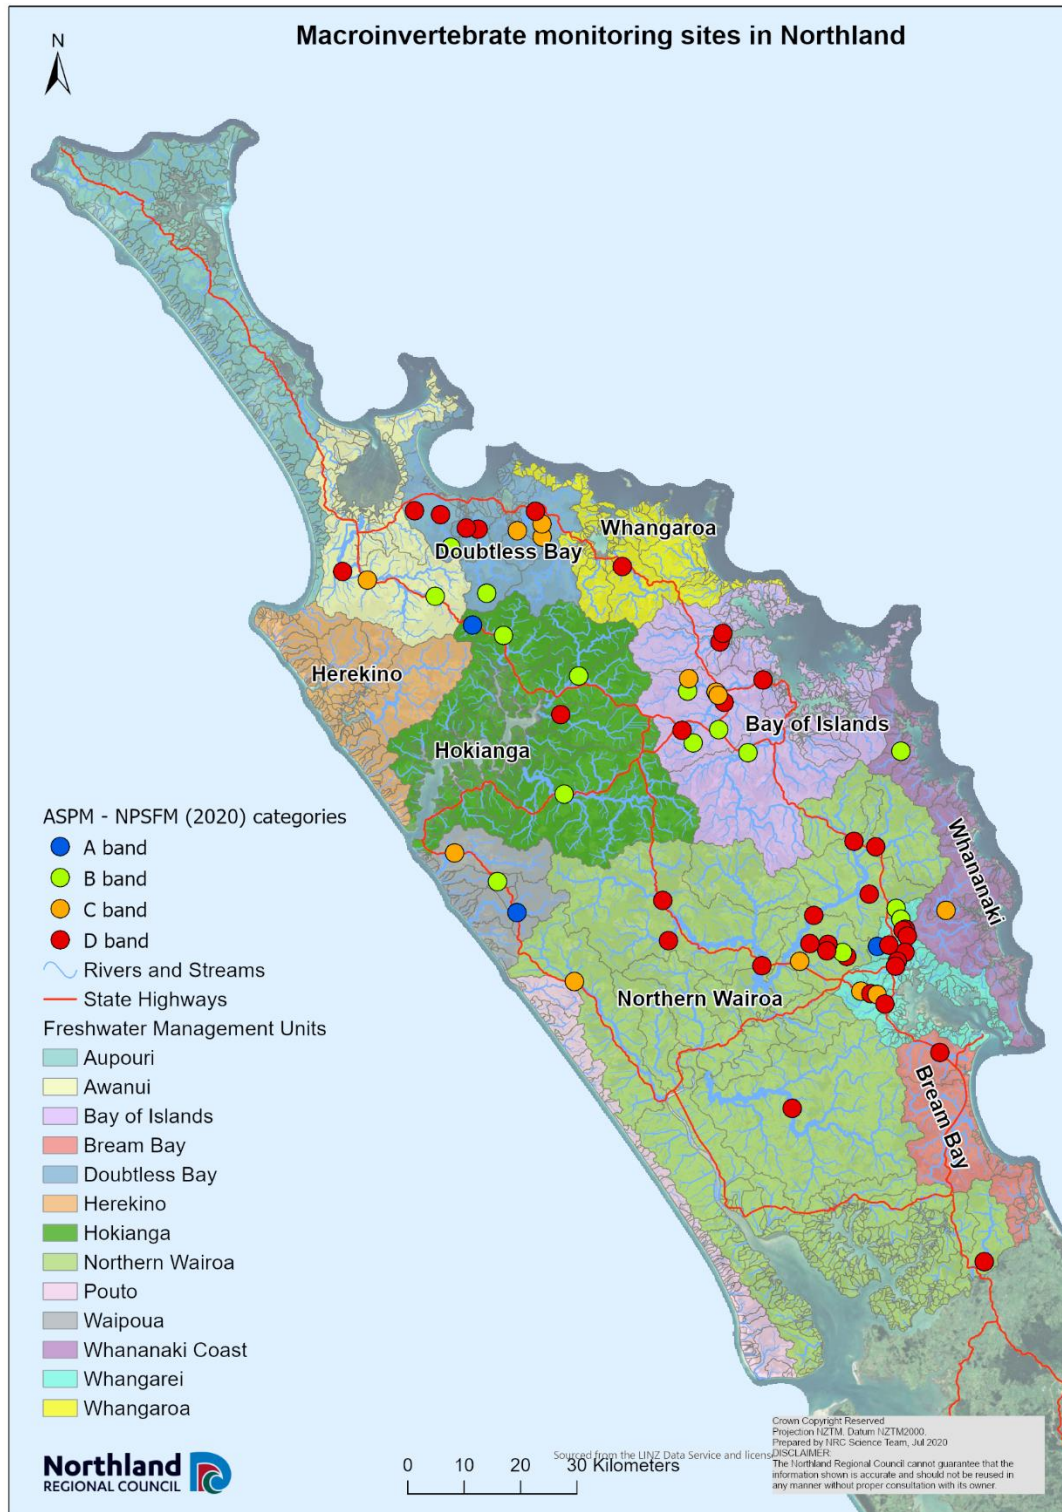 Macroinvertebrate monitoring sites in Northland
N
Whangaroa
Doubtless Bay
Herekino
Bay of Islands
Hokianga
Whananaki
Northern Wairoa
Bream Bay
ASPM - NPSFM (2020) categories
A band
B band
C band
D band
Rivers and Streams
State Highways
Freshwater Management Units
Aupouri
Awanui
Bay of Islands
Bream Bay
Doubtless Bay
Herekino
Hokianga
Northern Wairoa
Pouto
Waipoua
Whananaki Coast
Whangarei
Whangaroa
Northland
REGIONAL COUNCIL
0 10 20 30 Kilometers
Sourced from the LINZ Data Service and licens
Crown Copyright Reserved
Projection NZTM, Datum NZTM2000.
Prepared by NRC Science Team, Jul 2020
DISCLAIMER:
The Northland Regional Council cannot guarantee that the
information shown is accurate and should not be reused in
any manner without proper consultation with its owner.